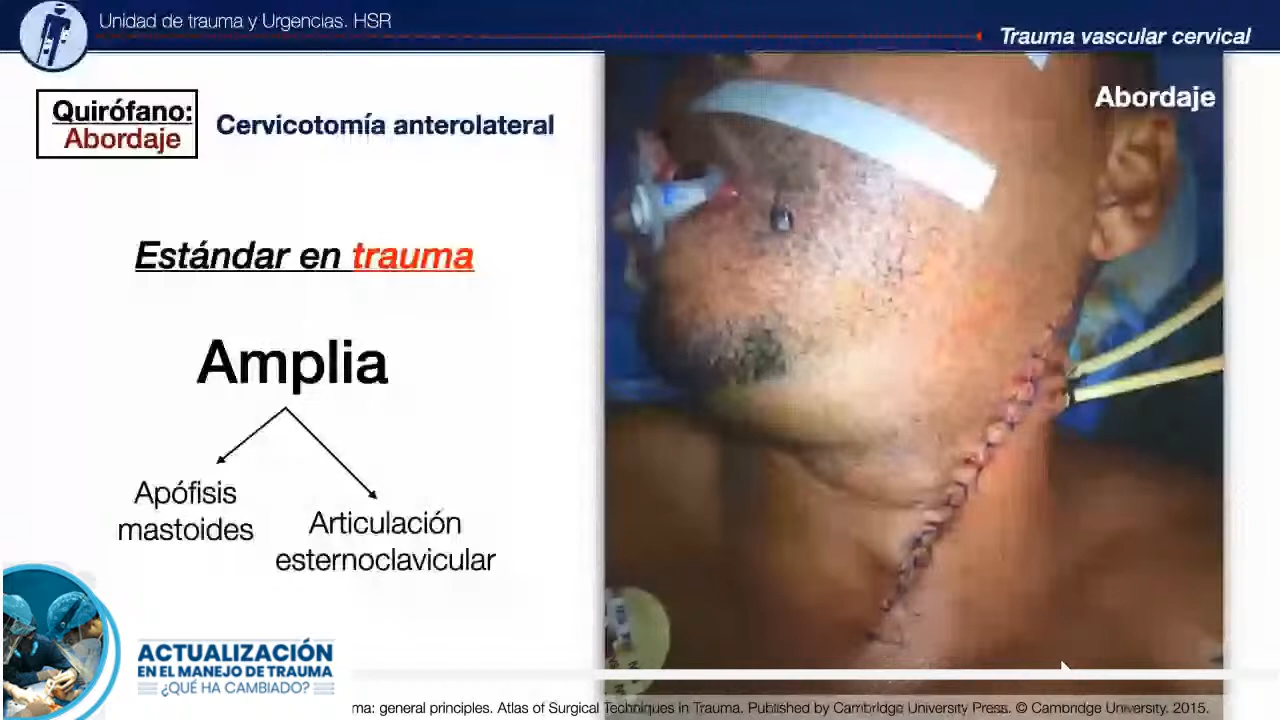 Unidad de trauma y Urgencias. HSR
Trauma vascular cervical
Quirófano:
Abordaje
Cervicotomía anterolateral
Abordaje
Estándar en trauma
Amplia
Apófisis
mastoides
Articulación
esternoclavicular
ACTUALIZACIÓN
EN EL MANEJO DE TRAUMA
¿QUÉ HA CAMBIADO?
ma: general principles. Atlas of Surgical Techniques in Trauma. Published by Cambridge University Press. © Cambridge University. 2015.